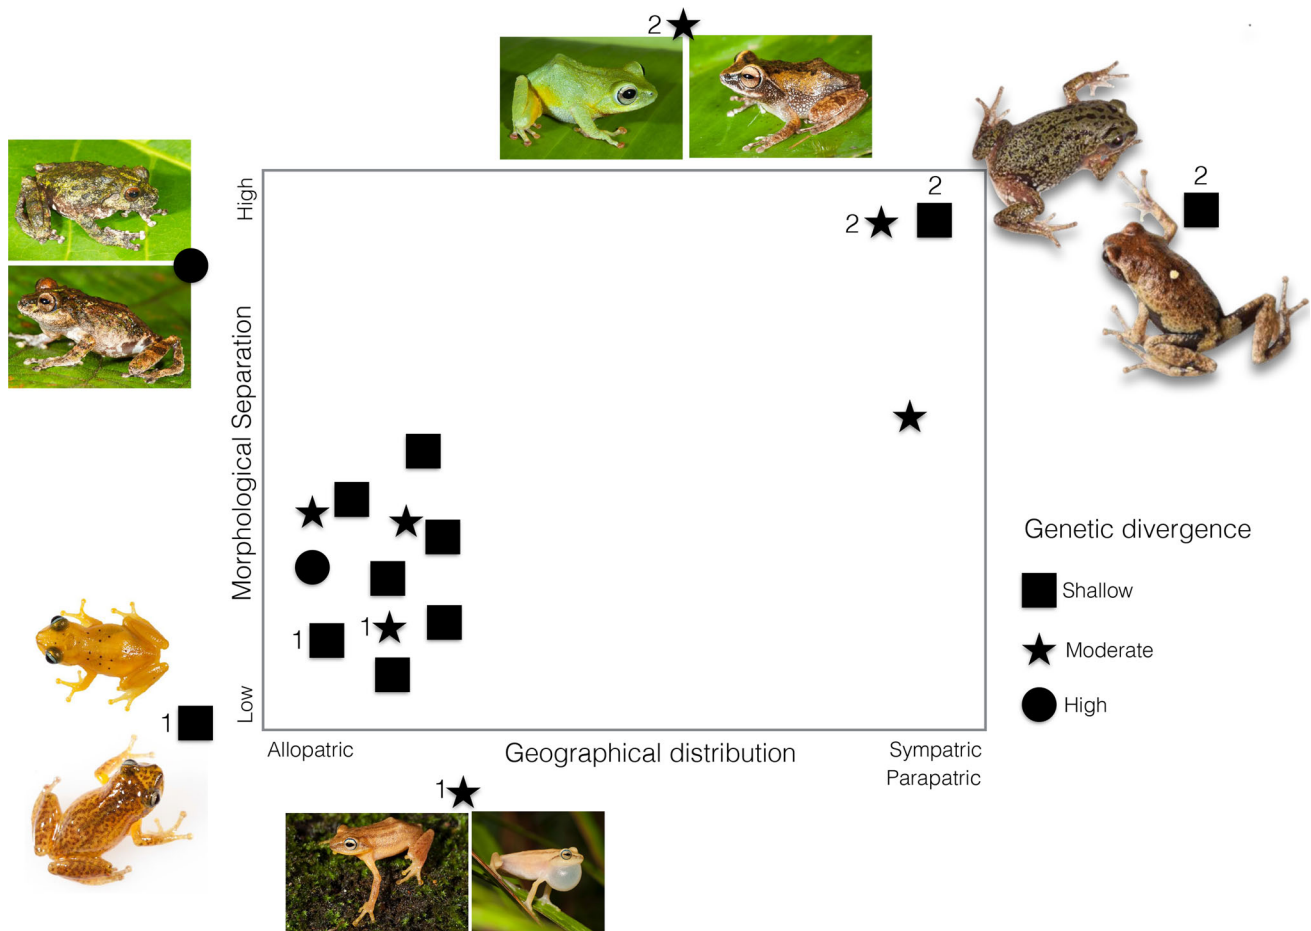 2
High
2
2
2
Morphological Separation
Genetic divergence
Shallow
1
1
Moderate
High
Low
1
Allopatric
Geographical distribution
Sympatric
Parapatric
1